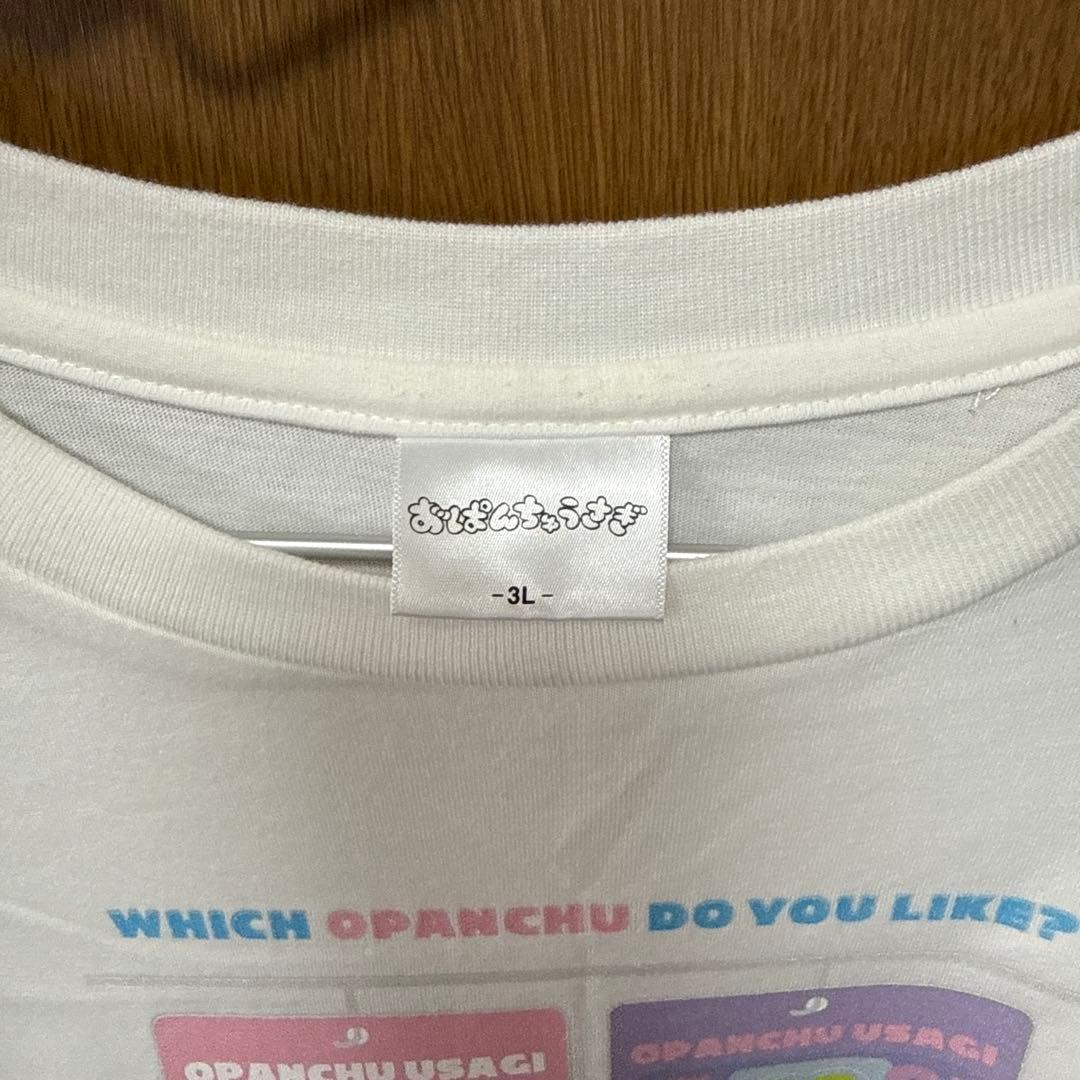 おぱんちゅうさぎ
-3L-
WHICH OPANCHU DO YOU LIKE?
OPANCHU USAGI
OPANCHU USAGI